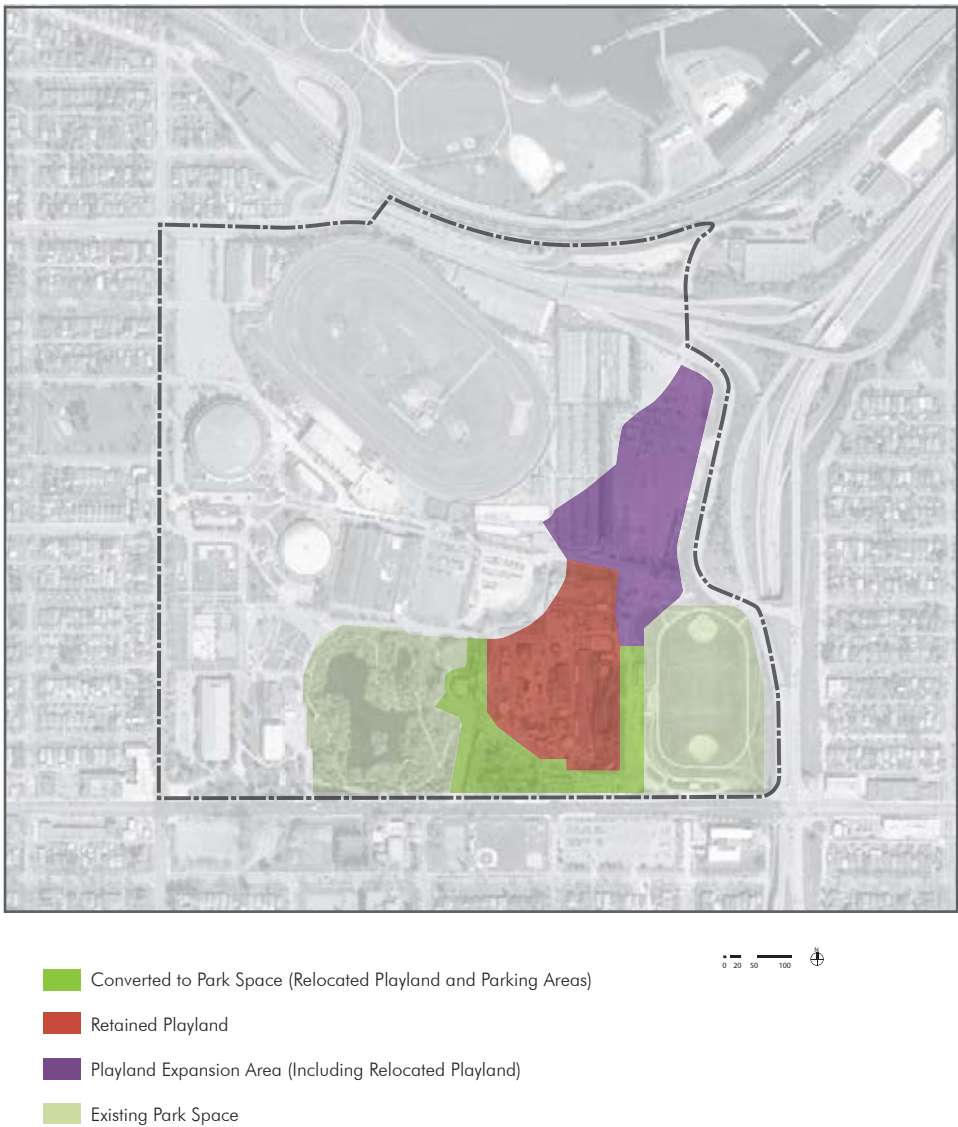 0 20 50 100
N
Converted to Park Space (Relocated Playland and Parking Areas)
Retained Playland
Playland Expansion Area (Including Relocated Playland)
Existing Park Space